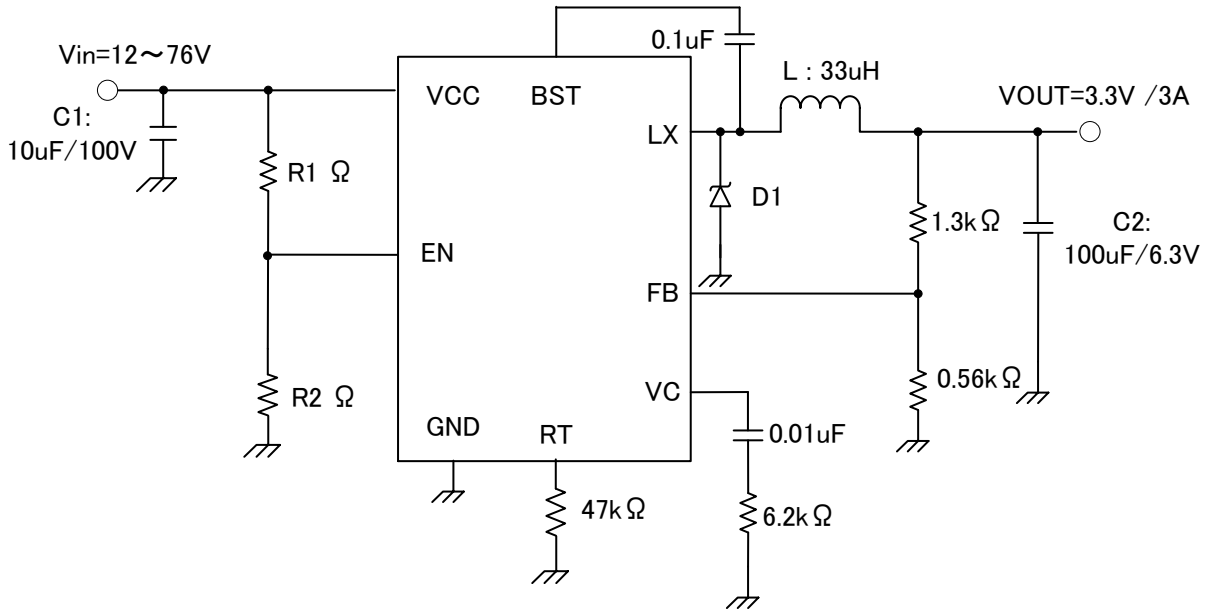 0.1uF
Vin=12～76V
L : 33uH
VCC
BST
VOUT=3.3V /3A
C1:
10uF/100V
LX
R1 Ω
D1
1.3kΩ
C2:
100uF/6.3V
EN
FB
R2 Ω
VC
0.56kΩ
GND
RT
0.01uF
47kΩ
6.2kΩ